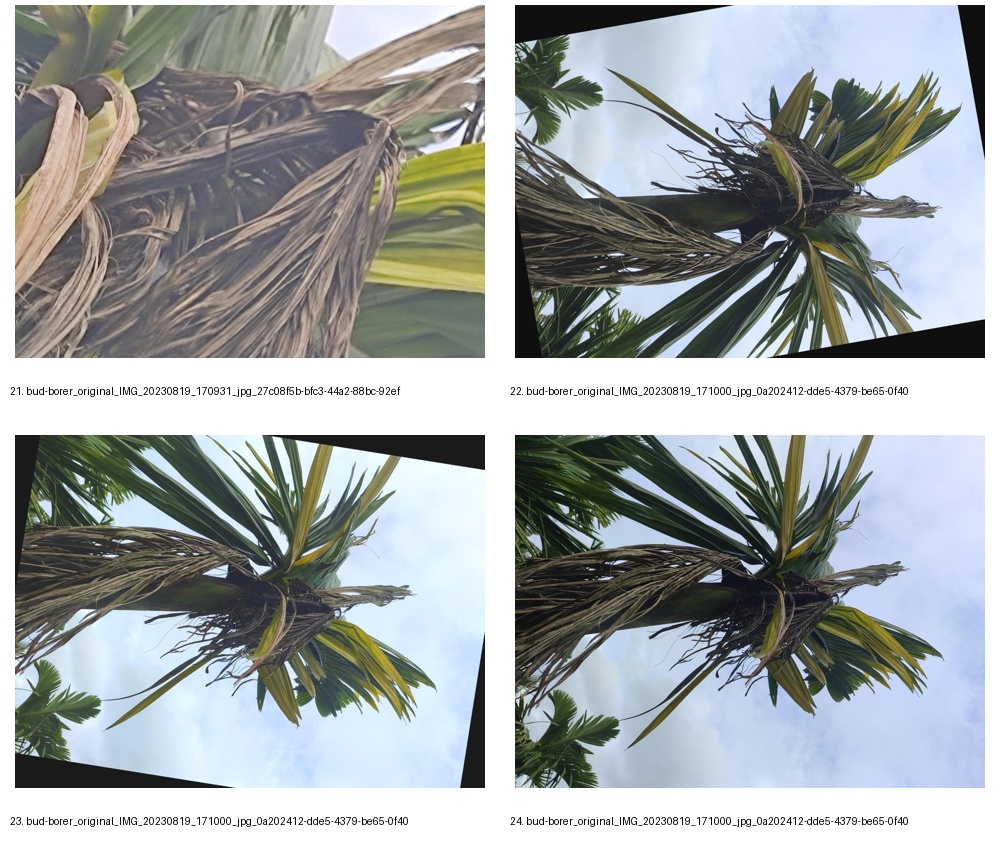 21. bud-borer_original_IMG_20230819_170931_jpg_27c08f5b-bfc3-44a2-88bc-92ef
22. bud-borer_original_IMG_20230819_171000_jpg_0a202412-dde5-4379-be65-0f40
23. bud-borer_original_IMG_20230819_171000_jpg_0a202412-dde5-4379-be65-0f40
24. bud-borer_original_IMG_20230819_171000_jpg_0a202412-dde5-4379-be65-0f40